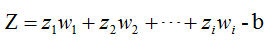 Z = z₁w₁ + z₂w₂ + ⋯ + zᵢwᵢ - b